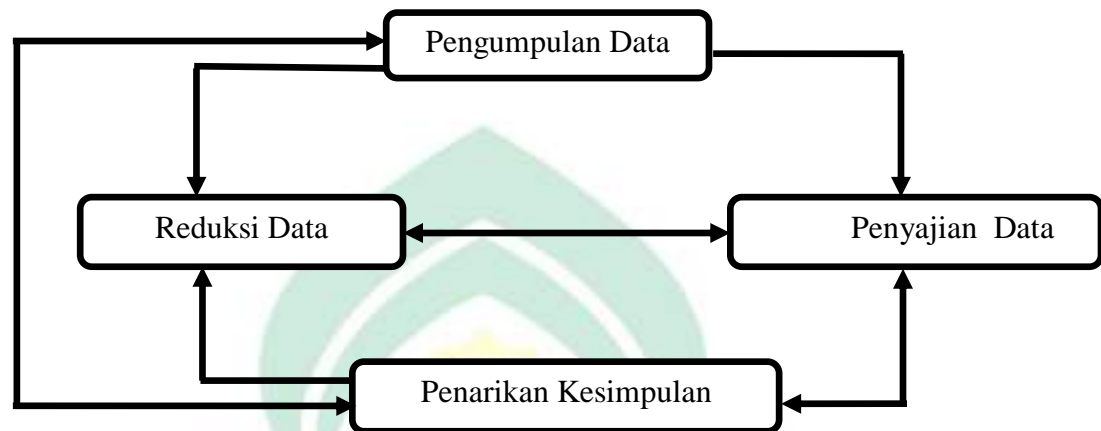 Pengumpulan Data
Reduksi Data
Penyajian Data
Penarikan Kesimpulan